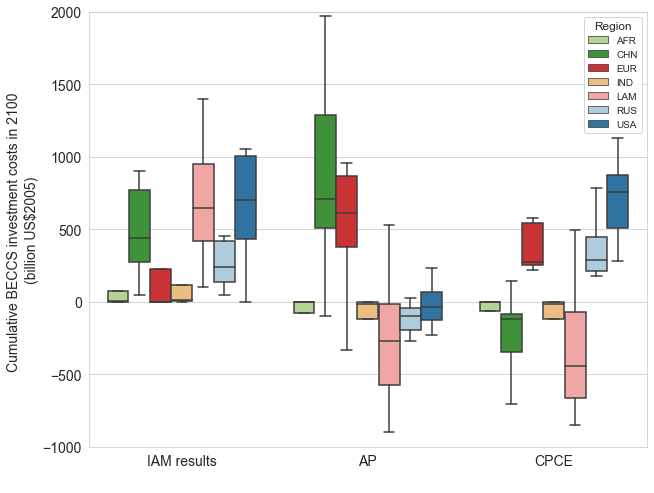 Cumulative BECCS investment costs in 2100
(billion US$2005)
2000
1500
1000
500
0
−500
−1000
IAM results
AP
CPCE
Region
AFR
CHN
EUR
IND
LAM
RUS
USA